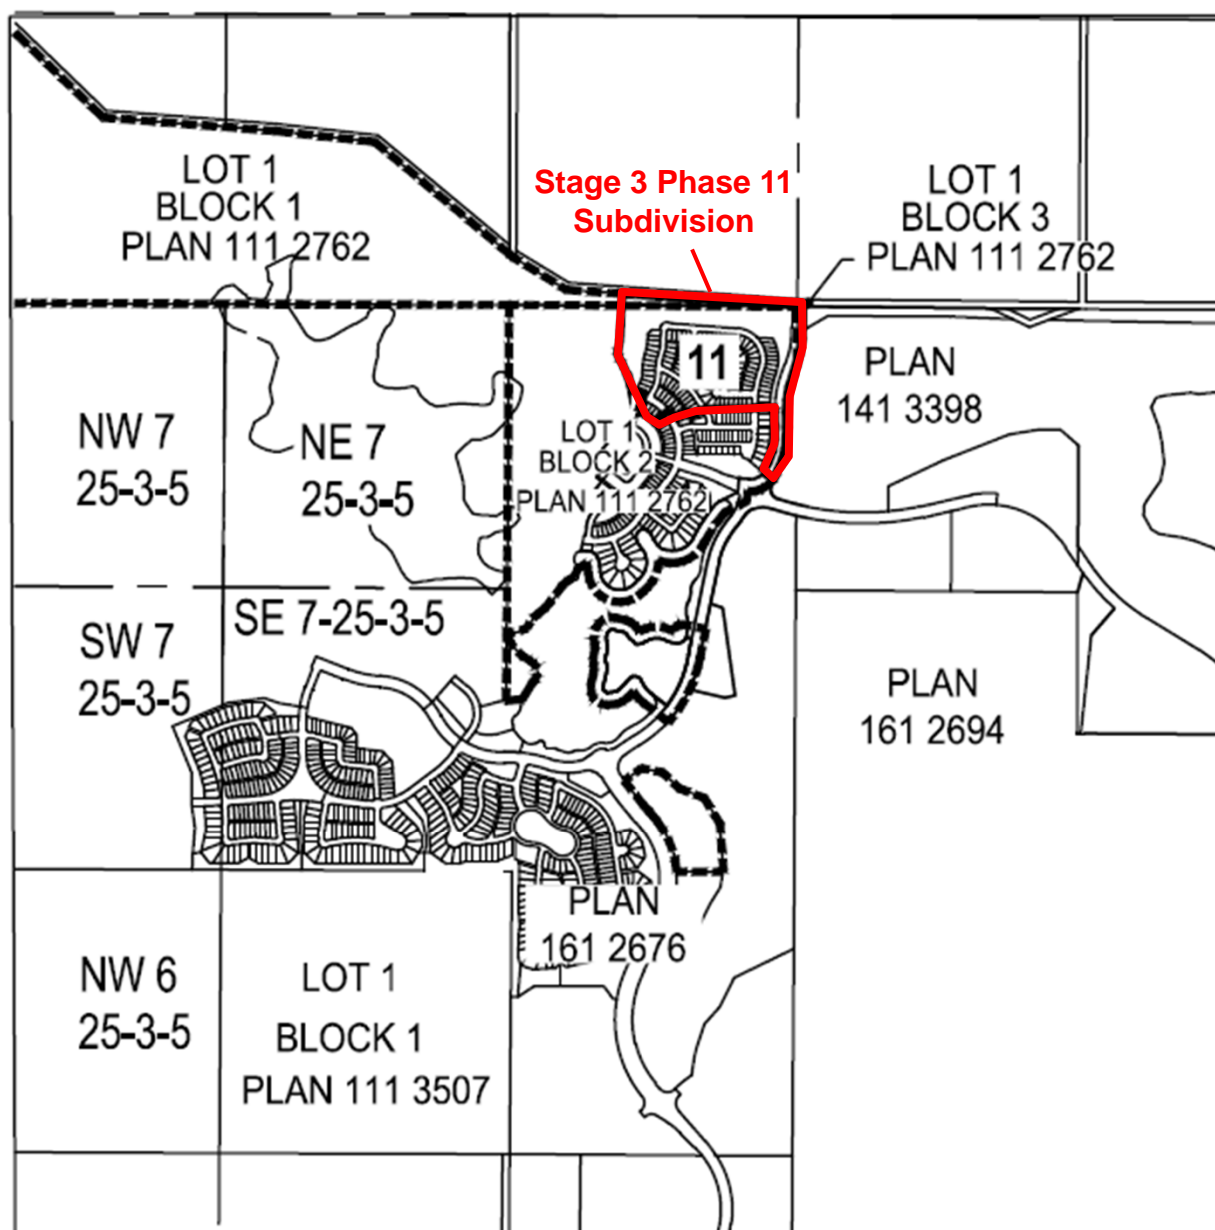 LOT 1
BLOCK 1
PLAN 111 2762
Stage 3 Phase 11
Subdivision
LOT 1
BLOCK 3
PLAN 111 2762
11
PLAN
141 3398
NW 7
25-3-5
NE 7
25-3-5
LOT 1
BLOCK 2
PLAN 111 2762
SW 7
25-3-5
SE 7-25-3-5
PLAN
161 2694
PLAN
161 2676
NW 6
25-3-5
LOT 1
BLOCK 1
PLAN 111 3507